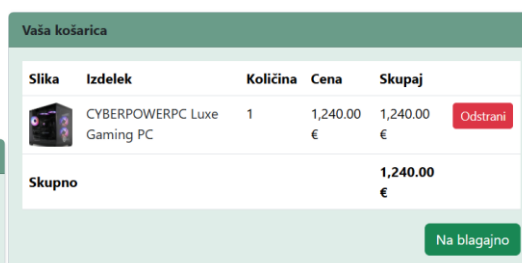 Vaša košarica
Slika Izdelek Količina Cena Skupaj
CYBERPOWERPC Luxe 1 1,240.00 1,240.00 Odstrani
Gaming PC € €
Skupno 1,240.00
€
Na blagajno